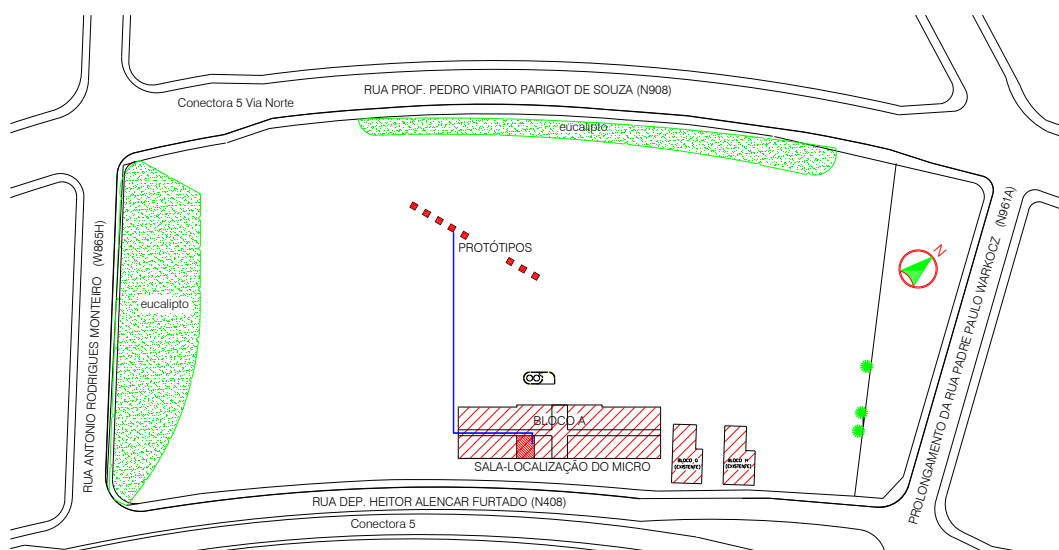 RUA PROF. PEDRO VIRIATO PARIGOT DE SOUZA (N908)
Conectora 5 Via Norte
eucalipto
RUA ANTONIO RODRIGUES MONTEIRO (W865H)
eucalipto
PROTÓTIPOS
N
PROLONGAMENTO DA RUA PADRE PAULO WARKOCZ (N961A)
BLOCO A
BLOCO G
(EXISTENTE)
BLOCO H
(EXISTENTE)
SALA-LOCALIZAÇÃO DO MICRO
RUA DEP. HEITOR ALENCAR FURTADO (N408)
Conectora 5